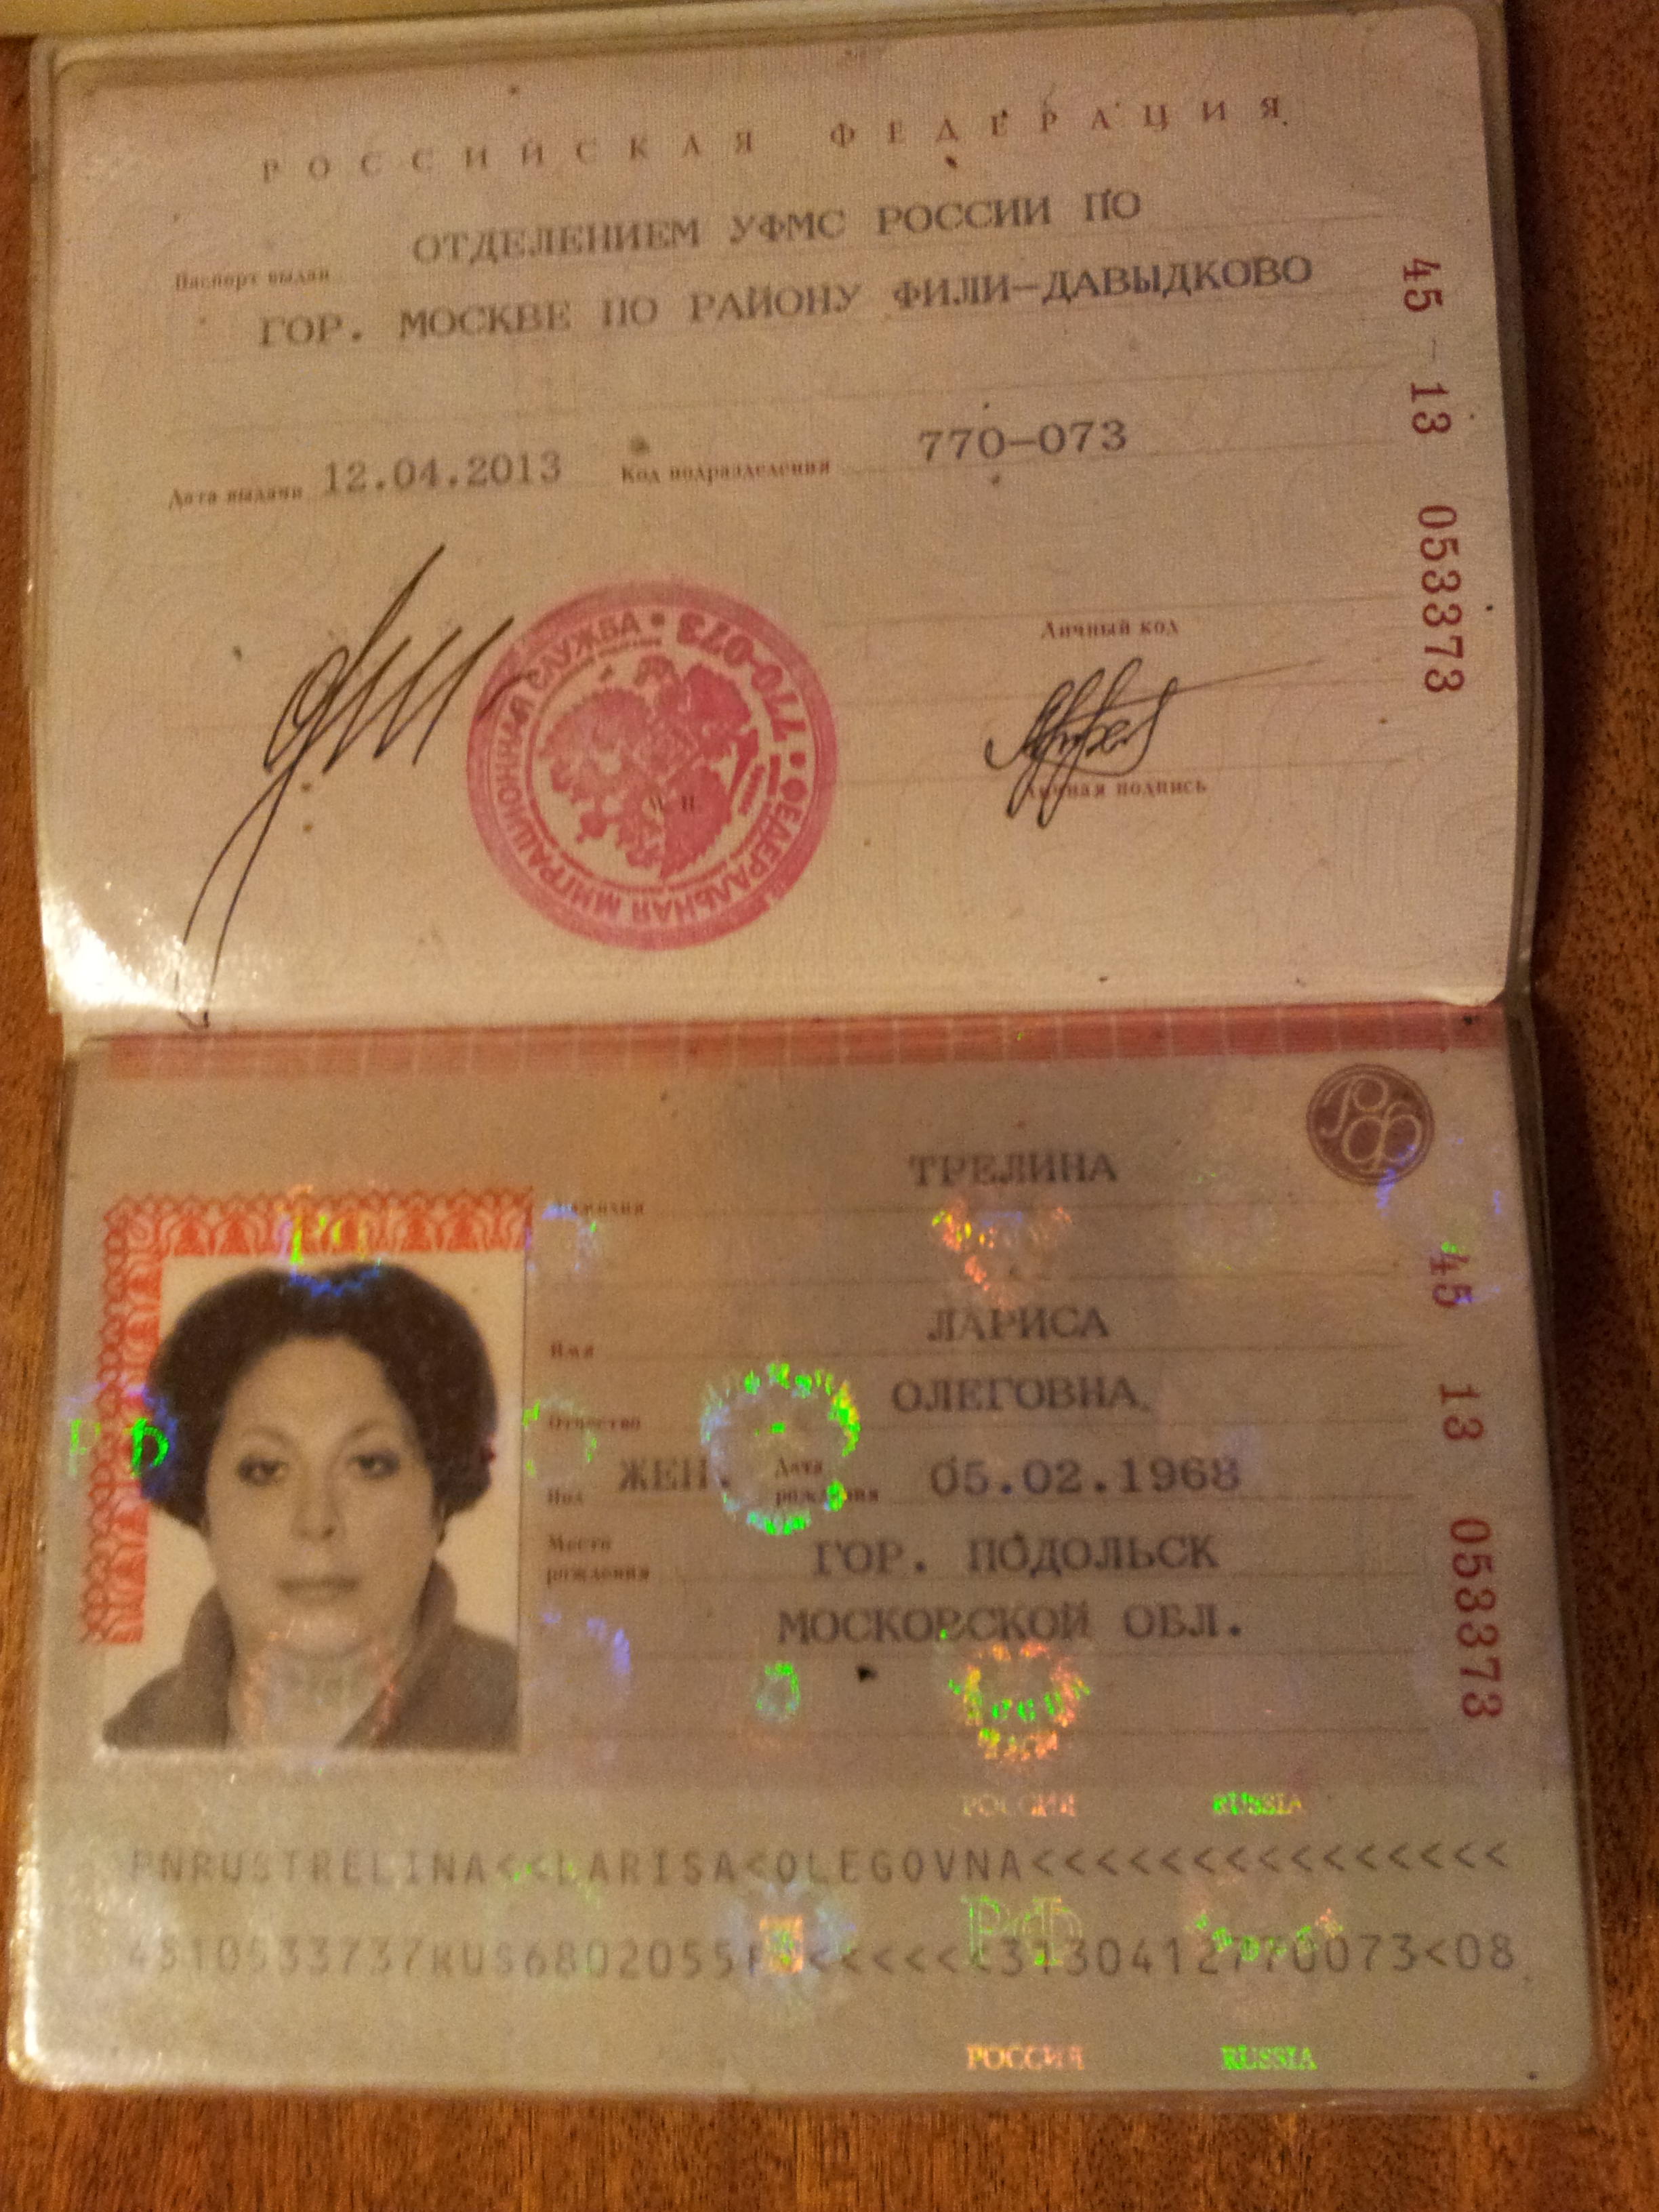 РОССИЙСКАЯ ФЕДЕРАЦИЯ
Паспорт выдан ОТДЕЛЕНИЕМ УФМС РОССИИ ПО
ГОР. МОСКВЕ ПО РАЙОНУ ФИЛИ-ДАВЫДКОВО
Дата выдачи 12.04.2013 Код подразделения 770-073
45-13 053373
Личный код
ФЕДЕРАЛЬНАЯ МИГРАЦИОННАЯ СЛУЖБА • 770-073 •
М. П.
Личная подпись
РФ
Фамилия ТРЕЛИНА
Имя ЛАРИСА
Отчество ОЛЕГОВНА
Пол ЖЕН. Дата рождения 05.02.1968
Место рождения ГОР. ПОДОЛЬСК
МОСКОВСКОЙ ОБЛ.
45 13 053373
РОССИЯ RUSSIA
PNRUSTRELINA<<LARISA<OLEGOVNA<<<<<<<<<<<<<<<
РФ
РОССИЯ RUSSIA